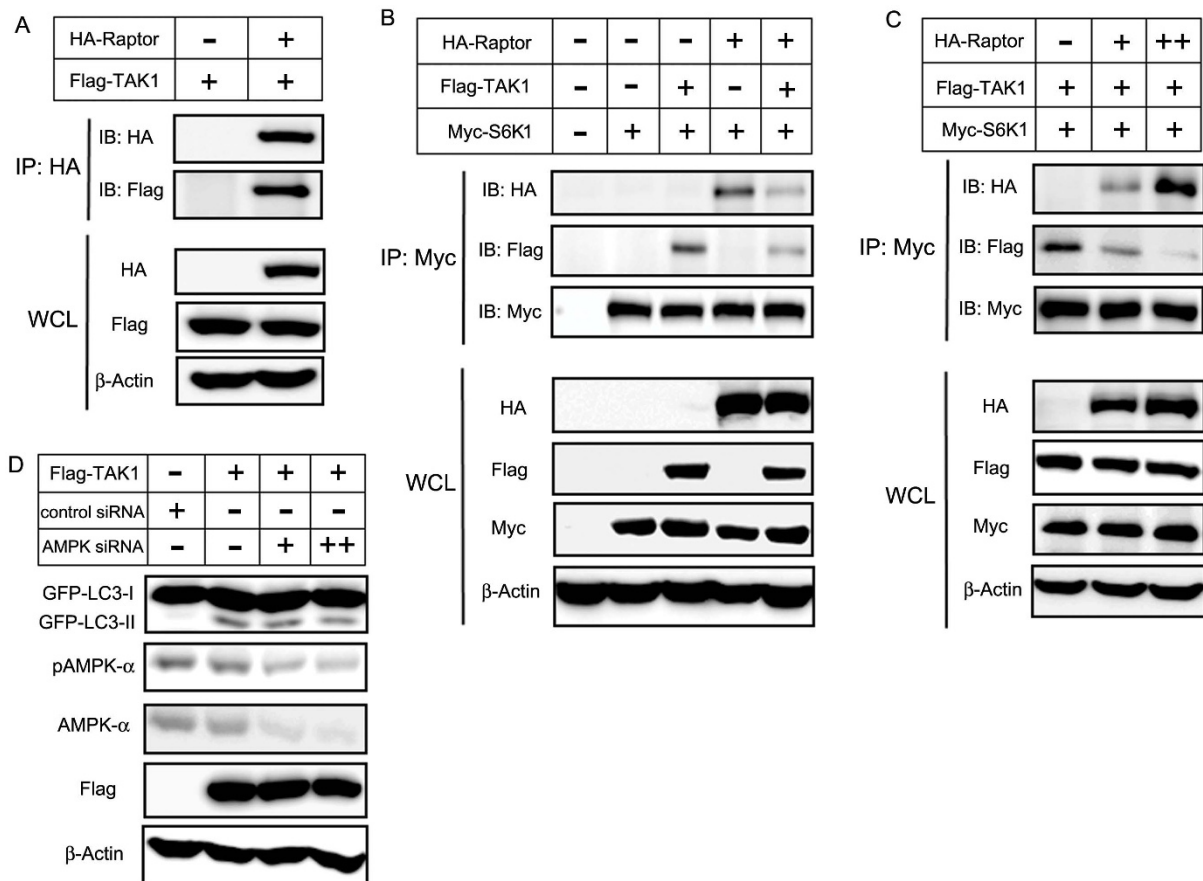 A
HA-Raptor - +
Flag-TAK1 + +
IP: HA
IB: HA
IB: Flag
WCL
HA
Flag
β-Actin
B
HA-Raptor - - - + +
Flag-TAK1 - - + - +
Myc-S6K1 - + + + +
IP: Myc
IB: HA
IB: Flag
IB: Myc
WCL
HA
Flag
Myc
β-Actin
C
HA-Raptor - + ++
Flag-TAK1 + + +
Myc-S6K1 + + +
IP: Myc
IB: HA
IB: Flag
IB: Myc
WCL
HA
Flag
Myc
β-Actin
D
Flag-TAK1 - + + +
control siRNA + - - -
AMPK siRNA - - + ++
GFP-LC3-I
GFP-LC3-II
pAMPK-α
AMPK-α
Flag
β-Actin